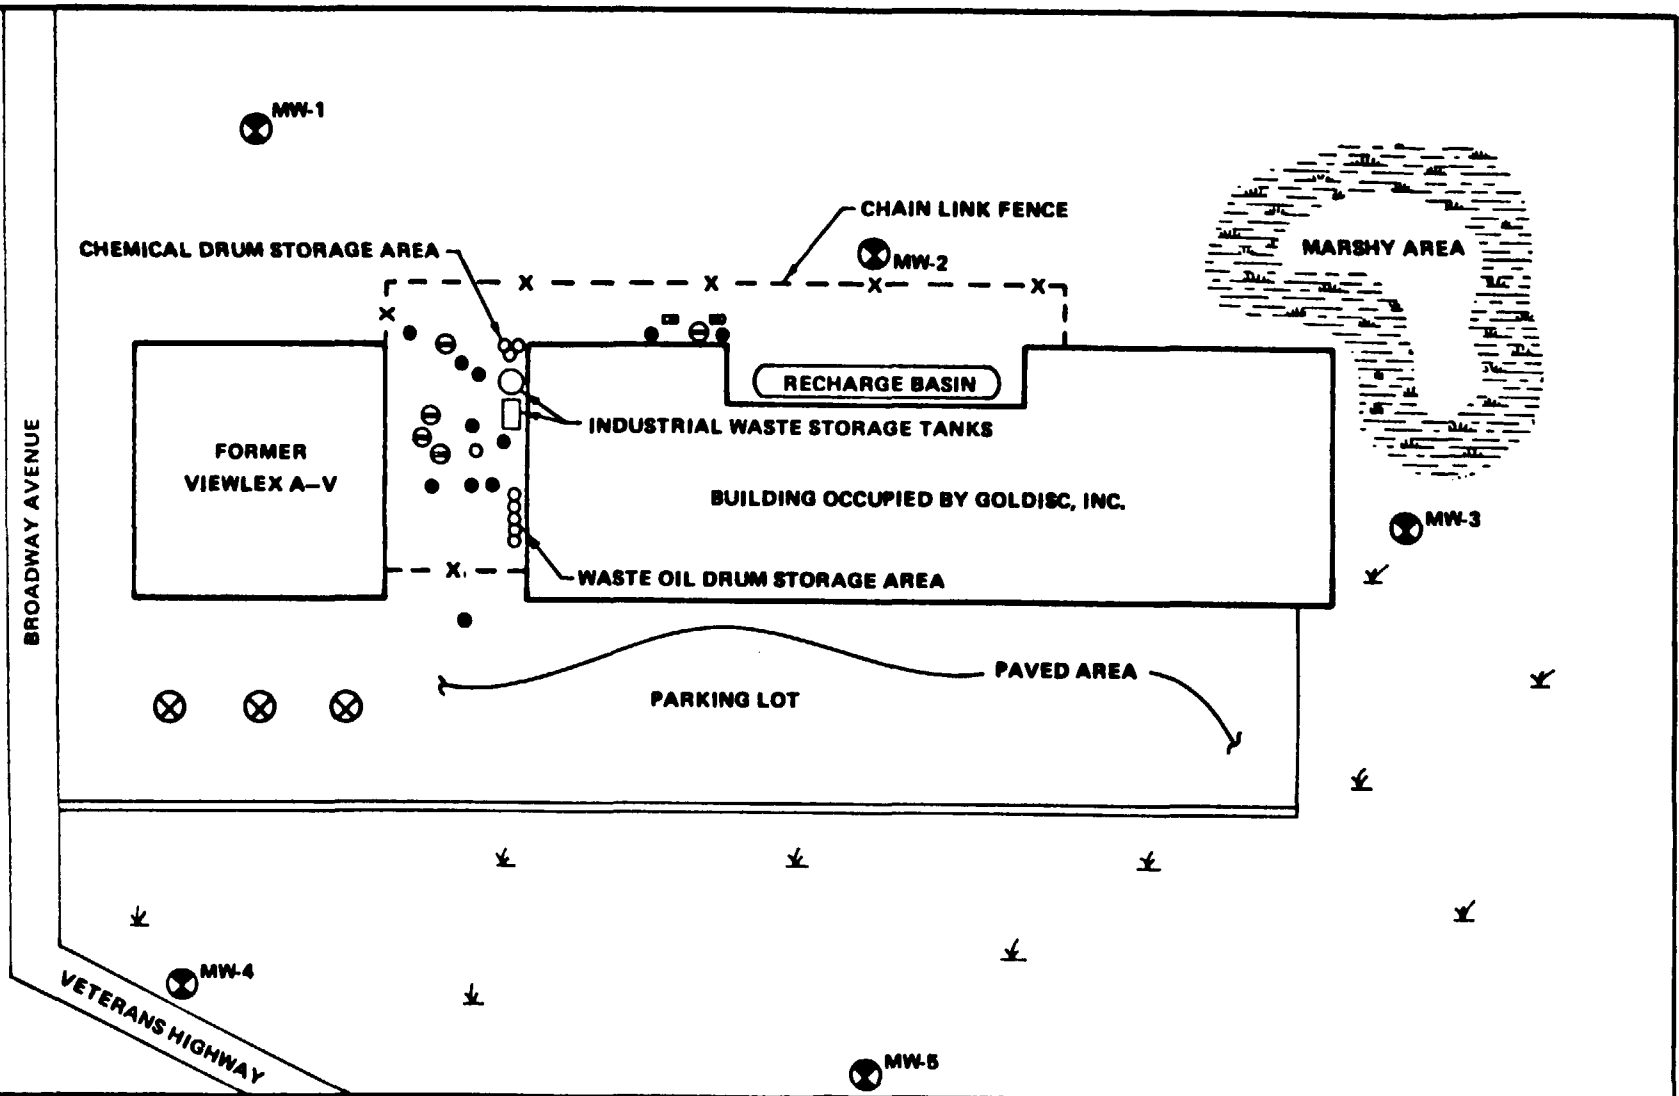 MW-1
CHAIN LINK FENCE
CHEMICAL DRUM STORAGE AREA
MW-2
MARSHY AREA
RECHARGE BASIN
INDUSTRIAL WASTE STORAGE TANKS
FORMER
VIEWLEX A-V
BUILDING OCCUPIED BY GOLDISC, INC.
MW-3
BROADWAY AVENUE
WASTE OIL DRUM STORAGE AREA
PAVED AREA
PARKING LOT
MW-4
VETERANS HIGHWAY
MW-5